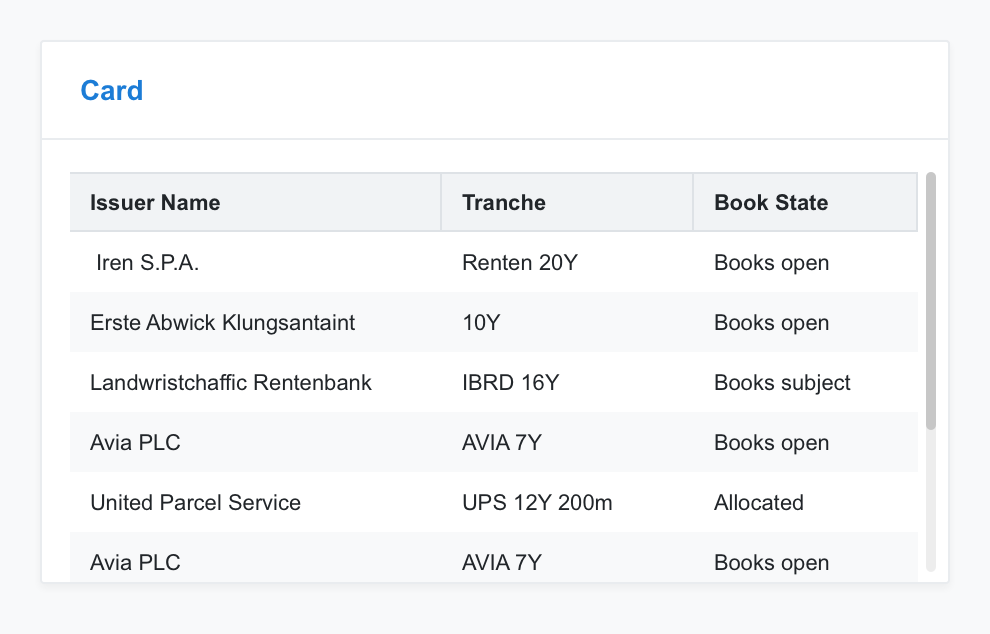 Card
Issuer Name Tranche Book State
Iren S.P.A. Renten 20Y Books open
Erste Abwick Klungsantaint 10Y Books open
Landwristchaffic Rentenbank IBRD 16Y Books subject
Avia PLC AVIA 7Y Books open
United Parcel Service UPS 12Y 200m Allocated
Avia PLC AVIA 7Y Books open